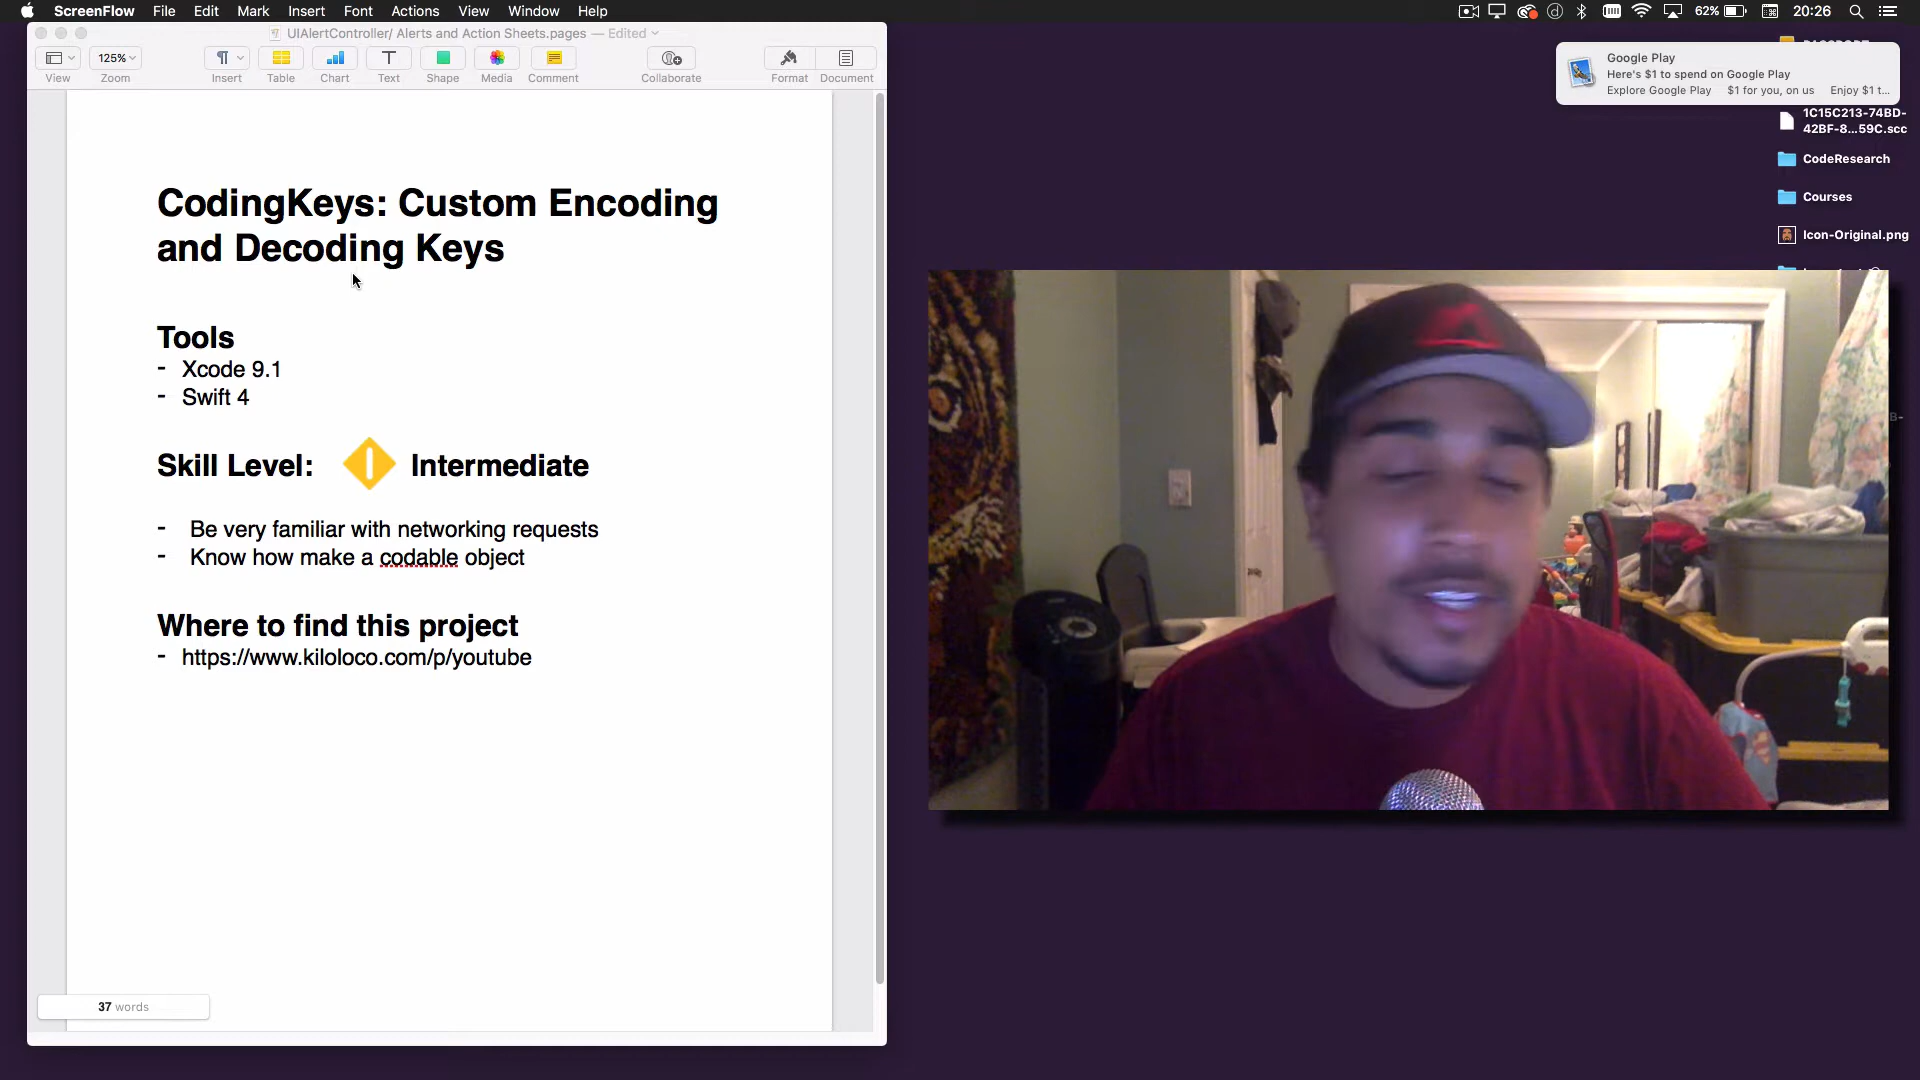 ScreenFlow File Edit Mark Insert Font Actions View Window Help
62% 20:26
UIAlertController/ Alerts and Action Sheets.pages — Edited
125%
View Zoom Insert Table Chart Text Shape Media Comment Collaborate Format Document
Google Play
Here's $1 to spend on Google Play
Explore Google Play $1 for you, on us Enjoy $1 t...
1C15C213-74BD-
42BF-8...59C.scc
CodeResearch
Courses
Icon-Original.png
CodingKeys: Custom Encoding
and Decoding Keys
Tools
- Xcode 9.1
- Swift 4
Skill Level: Intermediate
- Be very familiar with networking requests
- Know how make a codable object
Where to find this project
- https://www.kiloloco.com/p/youtube
37 words